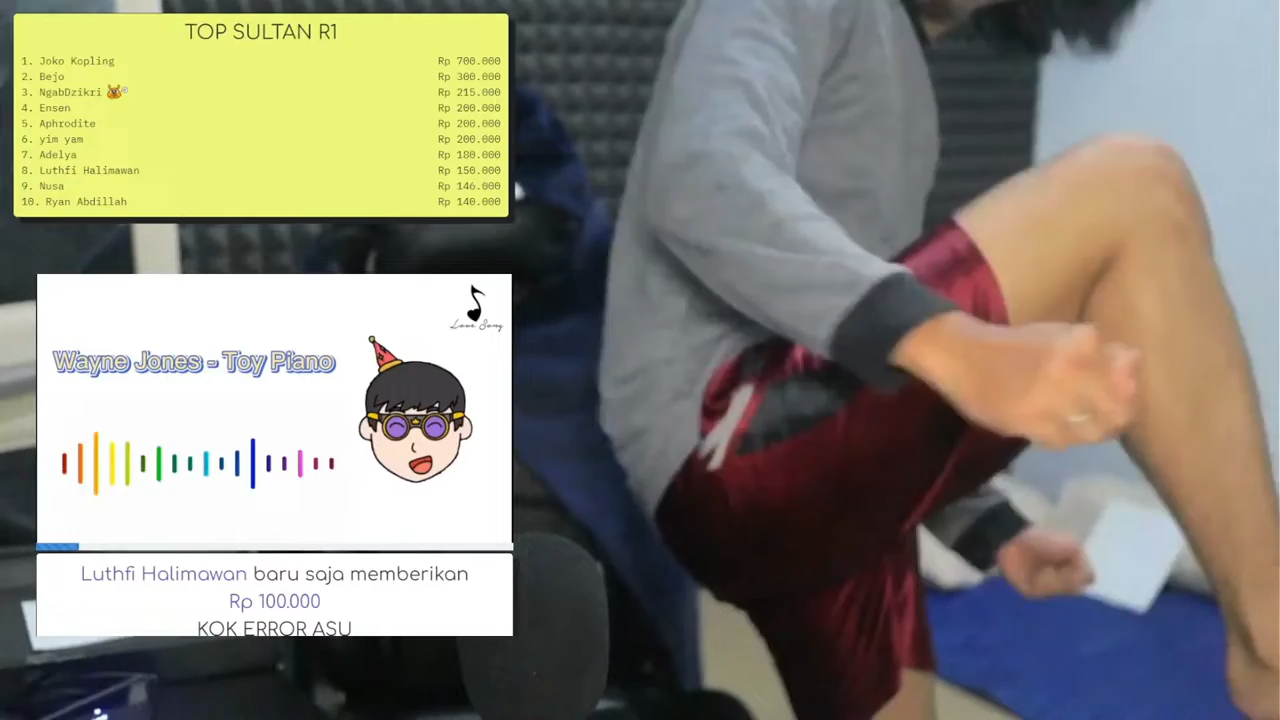 TOP SULTAN R1
1. Joko Kopling Rp 700.000
2. Bejo Rp 300.000
3. NgabDzikri Rp 215.000
4. Ensen Rp 200.000
5. Aphrodite Rp 200.000
6. yim yam Rp 200.000
7. Adelya Rp 180.000
8. Luthfi Halimawan Rp 150.000
9. Nusa Rp 146.000
10. Ryan Abdillah Rp 140.000
Love Song
Wayne Jones - Toy Piano
Luthfi Halimawan baru saja memberikan
Rp 100.000
KOK ERROR ASU